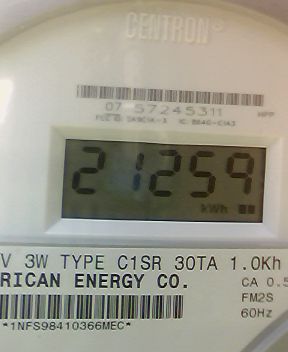 CENTRON®
07 57245311
HPP
21259
kWh
V 3W TYPE C1SR 30TA 1.0Kh
RICAN ENERGY CO.
CA 0.5
FM2S
60Hz
*1NFS98410366MEC*